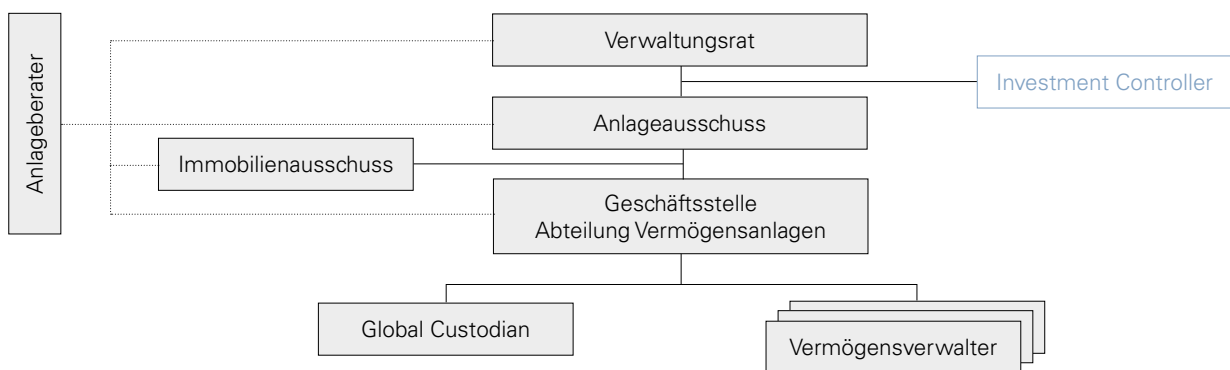 Anlageberater
Verwaltungsrat
Investment Controller
Anlageausschuss
Immobilienausschuss
Geschäftsstelle
Abteilung Vermögensanlagen
Global Custodian
Vermögensverwalter